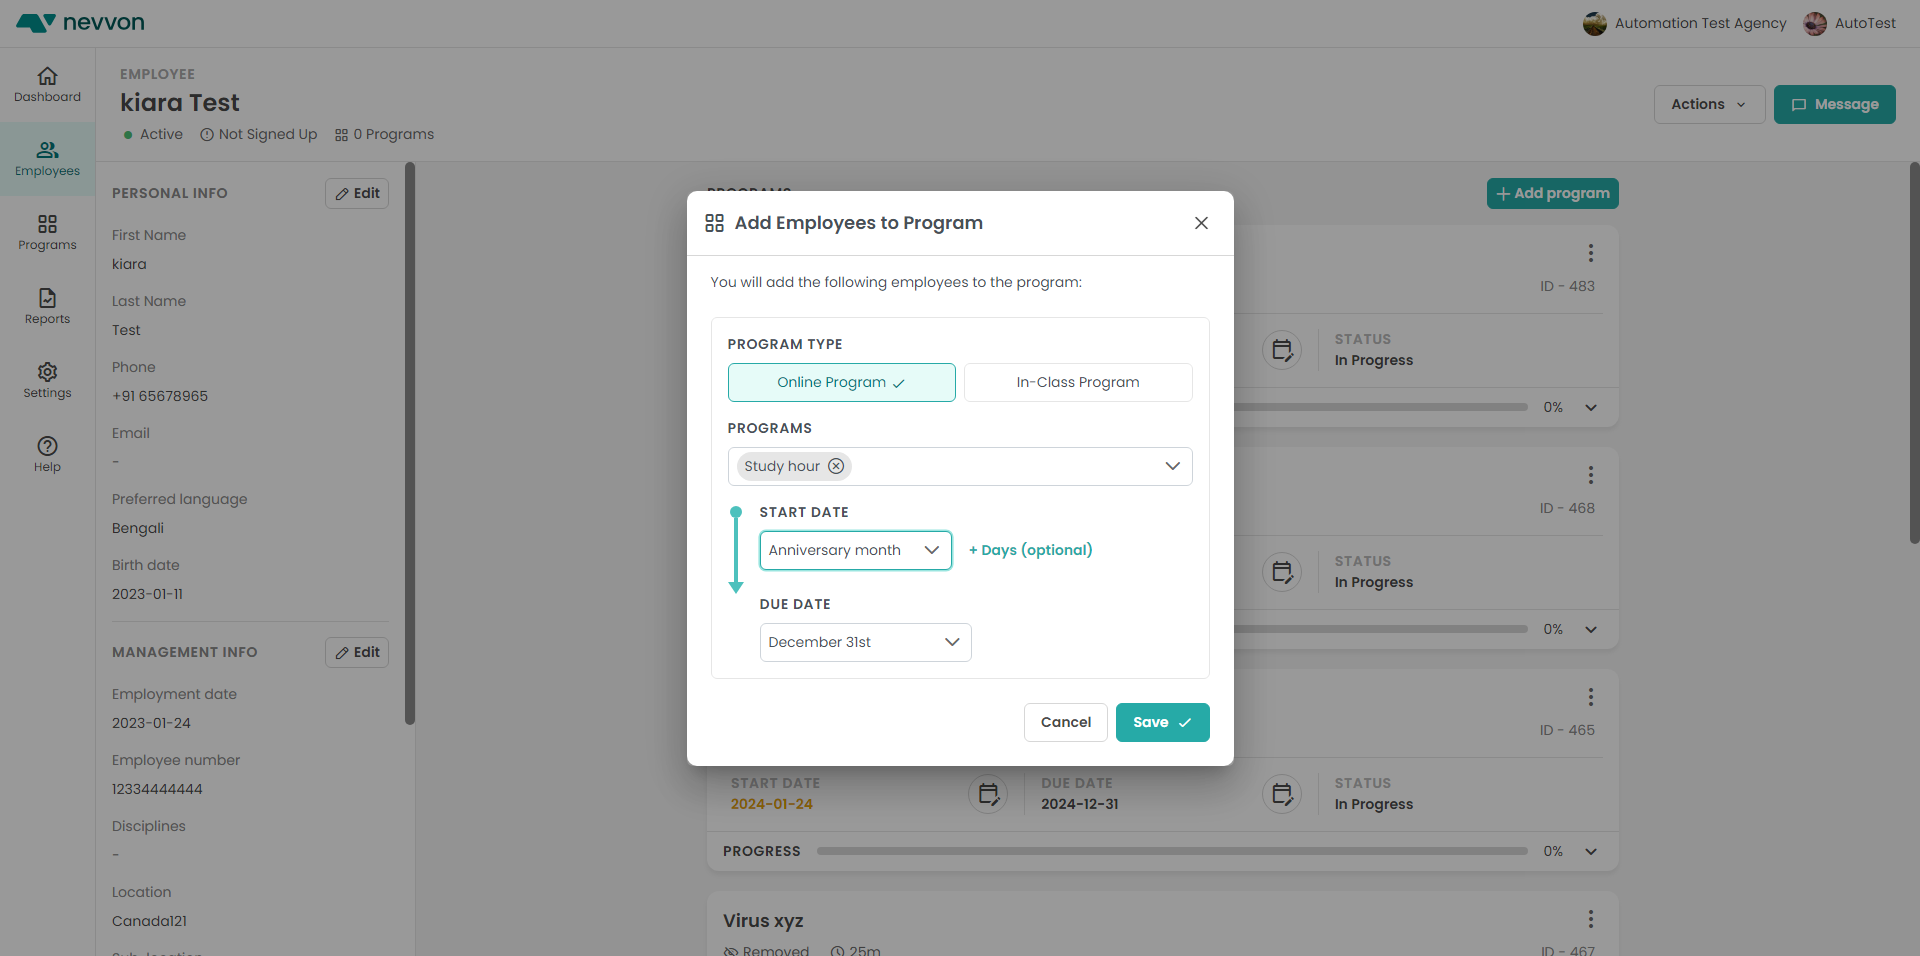 nevvon
Automation Test Agency
AutoTest
Dashboard
Employees
Programs
Reports
Settings
Help
EMPLOYEE
kiara Test
Active
Not Signed Up
0 Programs
Actions
Message
PERSONAL INFO
Edit
First Name
kiara
Last Name
Test
Phone
+91 65678965
Email
-
Preferred language
Bengali
Birth date
2023-01-11
MANAGEMENT INFO
Edit
Employment date
2023-01-24
Employee number
12334444444
Disciplines
-
Location
Canada121
Sub-location
PROGRAMS
+ Add program
Add Employees to Program
You will add the following employees to the program:
PROGRAM TYPE
Online Program
In-Class Program
PROGRAMS
Study hour
START DATE
Anniversary month
+ Days (optional)
DUE DATE
December 31st
Cancel
Save
ID - 483
STATUS
In Progress
0%
ID - 468
STATUS
In Progress
0%
ID - 465
START DATE
2024-01-24
DUE DATE
2024-12-31
STATUS
In Progress
PROGRESS
0%
Virus xyz
Removed
25m
ID - 467